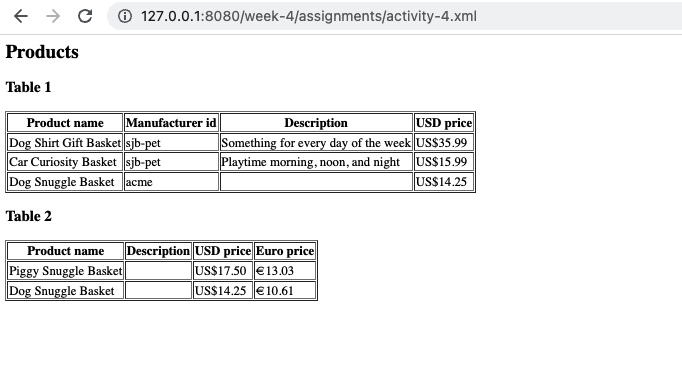 127.0.0.1:8080/week-4/assignments/activity-4.xml
Products
Table 1
Product name Manufacturer id Description USD price
Dog Shirt Gift Basket sjb-pet Something for every day of the week US$35.99
Car Curiosity Basket sjb-pet Playtime morning, noon, and night US$15.99
Dog Snuggle Basket acme US$14.25
Table 2
Product name Description USD price Euro price
Piggy Snuggle Basket US$17.50 €13.03
Dog Snuggle Basket US$14.25 €10.61